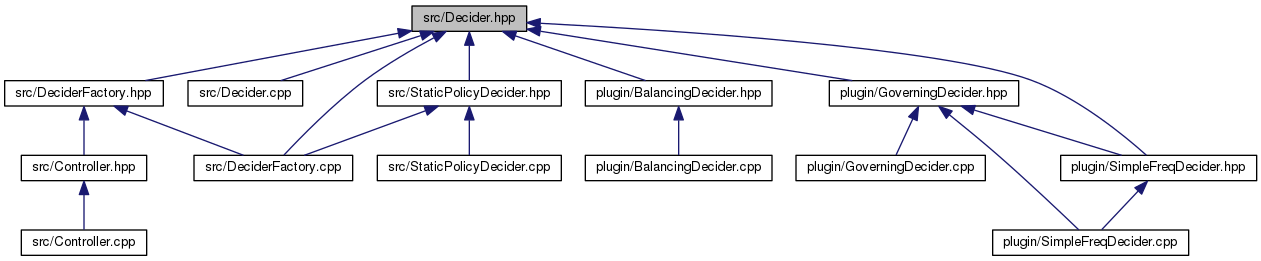 src/Decider.hpp
src/DeciderFactory.hpp
src/Decider.cpp
src/StaticPolicyDecider.hpp
plugin/BalancingDecider.hpp
plugin/GoverningDecider.hpp
src/Controller.hpp
src/DeciderFactory.cpp
src/StaticPolicyDecider.cpp
plugin/BalancingDecider.cpp
plugin/GoverningDecider.cpp
plugin/SimpleFreqDecider.hpp
src/Controller.cpp
plugin/SimpleFreqDecider.cpp